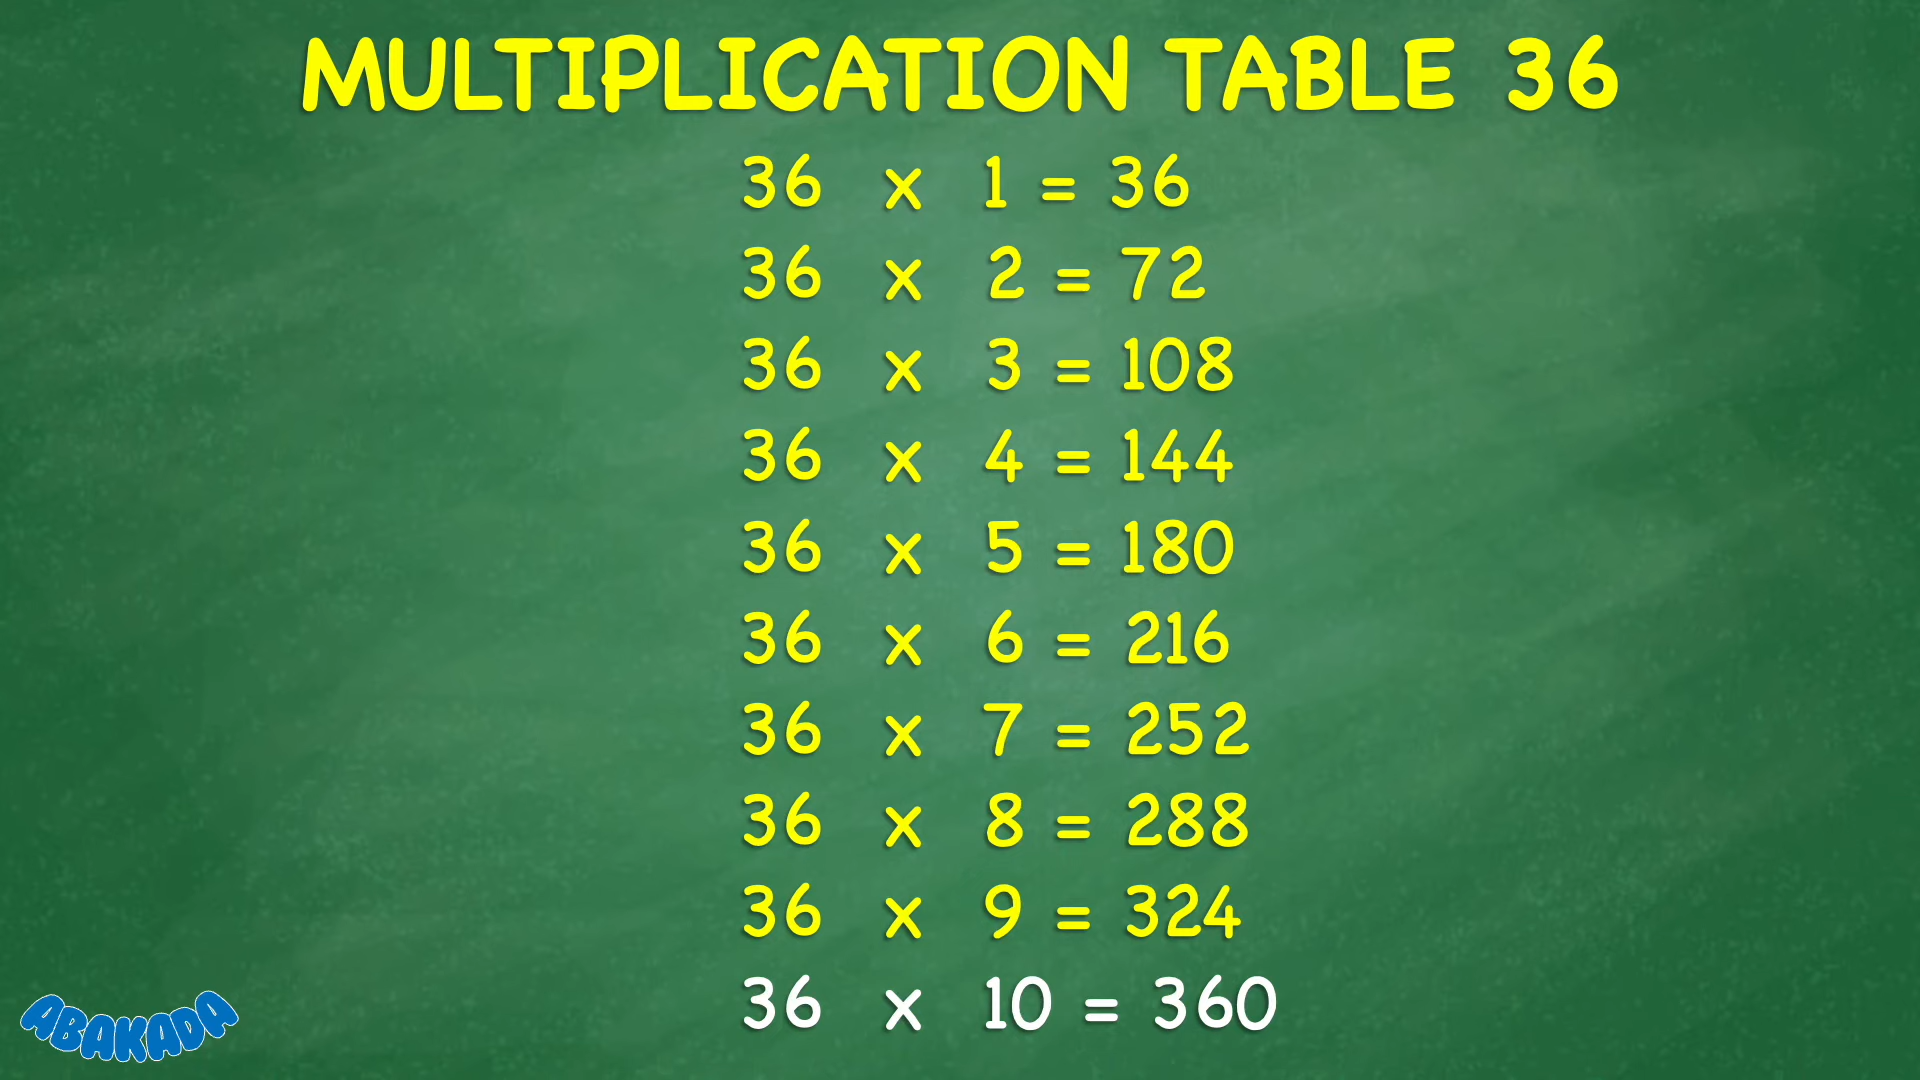 MULTIPLICATION TABLE 36
36 x 1 = 36
36 x 2 = 72
36 x 3 = 108
36 x 4 = 144
36 x 5 = 180
36 x 6 = 216
36 x 7 = 252
36 x 8 = 288
36 x 9 = 324
36 x 10 = 360
ABAKADA